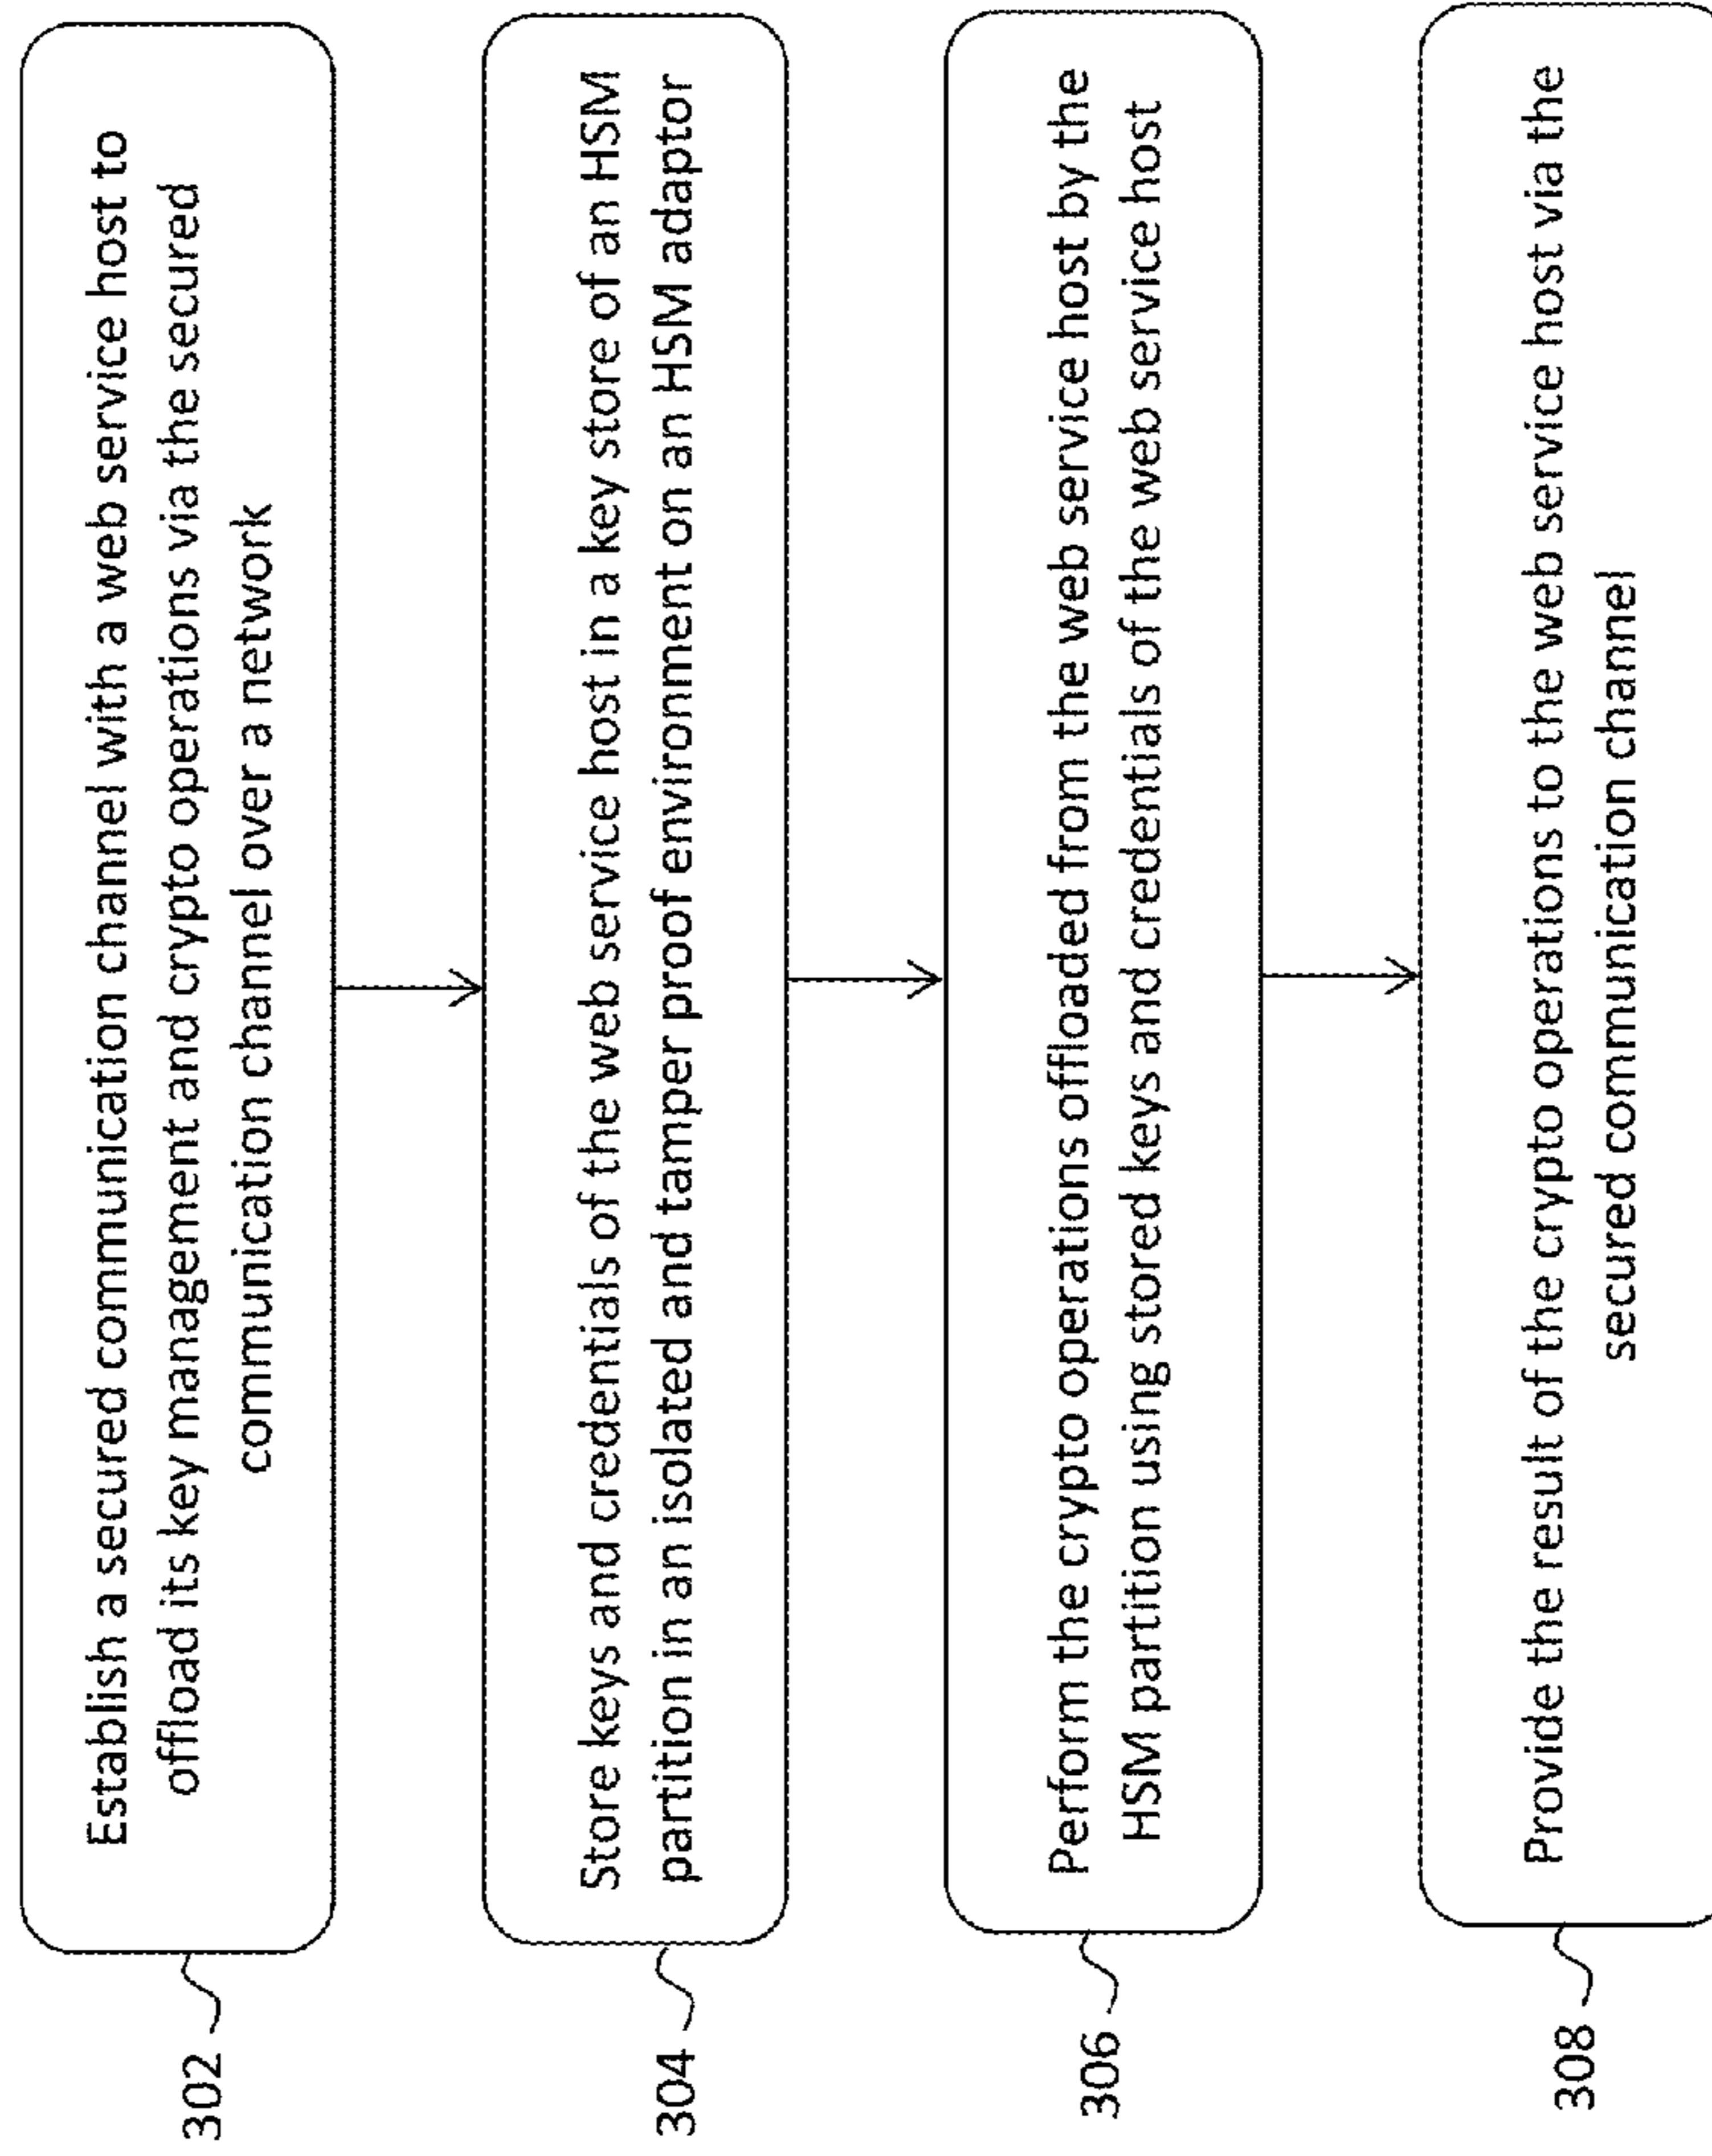 302
Establish a secured communication channel with a web service host to
offload its key management and crypto operations via the secured
communication channel over a network
304
Store keys and credentials of the web service host in a key store of an HSM
partition in an isolated and tamper proof environment on an HSM adaptor
306
Perform the crypto operations offloaded from the web service host by the
HSM partition using stored keys and credentials of the web service host
308
Provide the result of the crypto operations to the web service host via the
secured communication channel